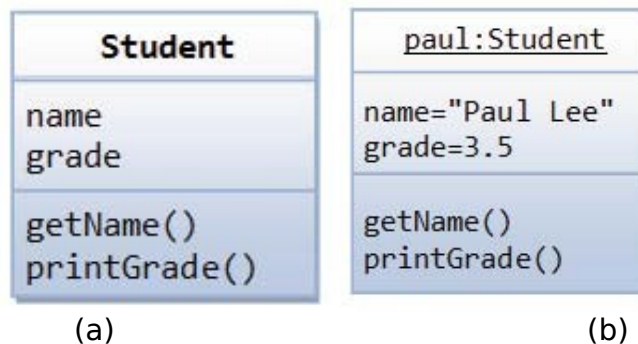 Student
name
grade
getName()
printGrade()
(a)
paul:Student
name="Paul Lee"
grade=3.5
getName()
printGrade()
(b)